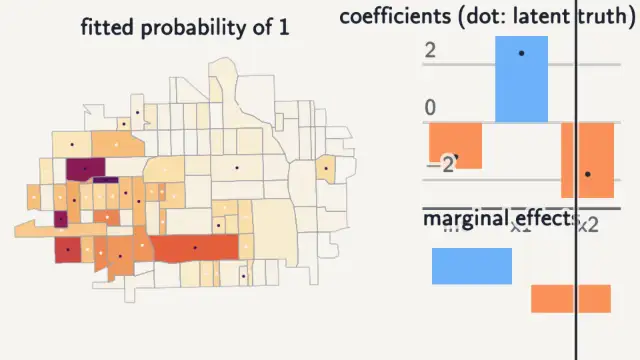 fitted probability of 1
coefficients (dot: latent truth)
2
0
−2
x1
x2
marginal effects